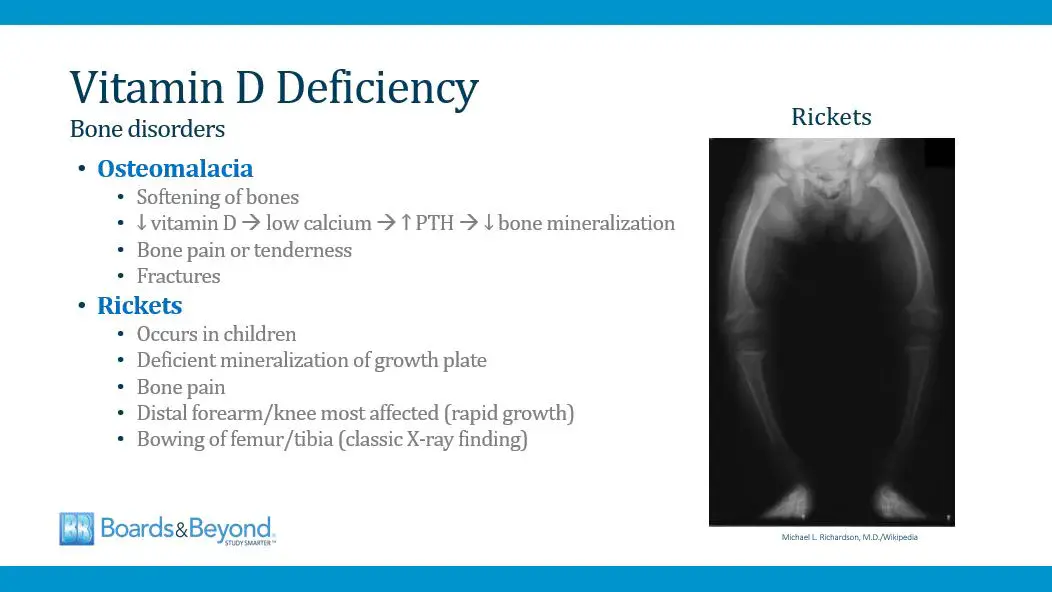 Vitamin D Deficiency
Bone disorders
Rickets
• Osteomalacia
• Softening of bones
• ↓ vitamin D → low calcium → ↑ PTH → ↓ bone mineralization
• Bone pain or tenderness
• Fractures
• Rickets
• Occurs in children
• Deficient mineralization of growth plate
• Bone pain
• Distal forearm/knee most affected (rapid growth)
• Bowing of femur/tibia (classic X-ray finding)
BB Boards&Beyond.
STUDY SMARTER™
Michael L. Richardson, M.D./Wikipedia